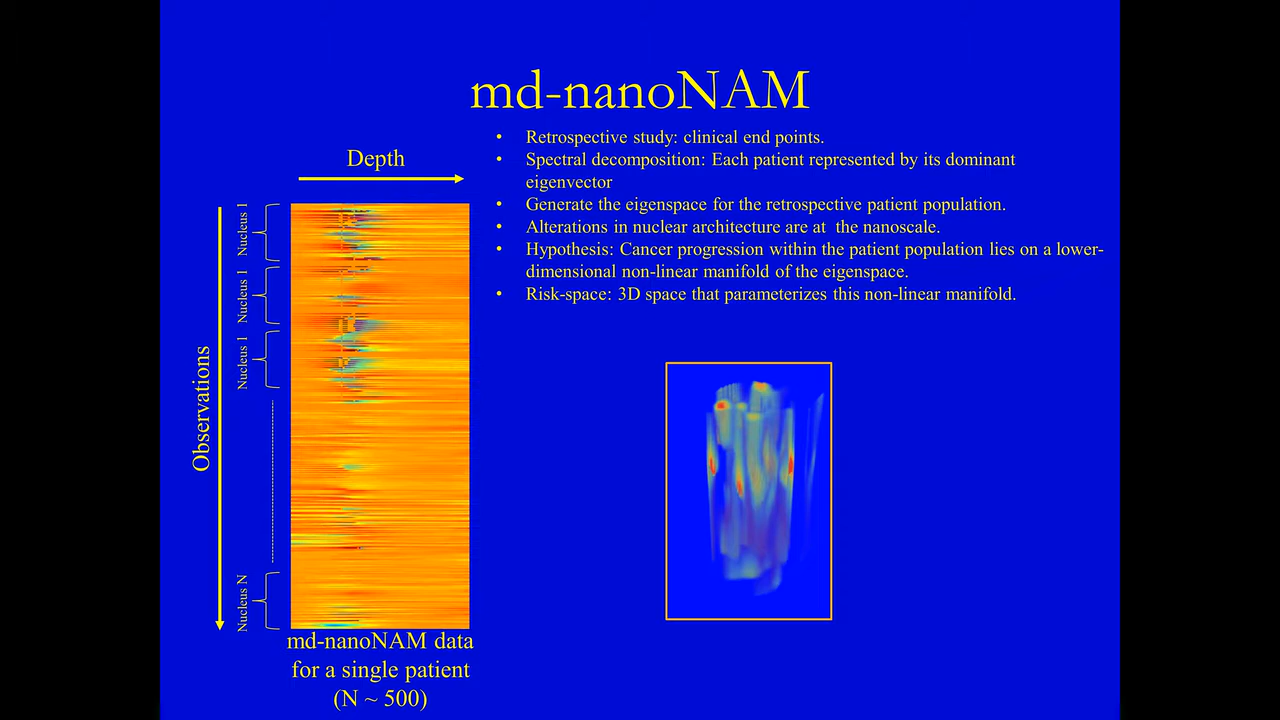 md-nanoNAM
• Retrospective study: clinical end points.
• Spectral decomposition: Each patient represented by its dominant
eigenvector
• Generate the eigenspace for the retrospective patient population.
• Alterations in nuclear architecture are at the nanoscale.
• Hypothesis: Cancer progression within the patient population lies on a lower-
dimensional non-linear manifold of the eigenspace.
• Risk-space: 3D space that parameterizes this non-linear manifold.
Depth
Observations
Nucleus 1
Nucleus 1
Nucleus 1
Nucleus N
md-nanoNAM data
for a single patient
(N ~ 500)